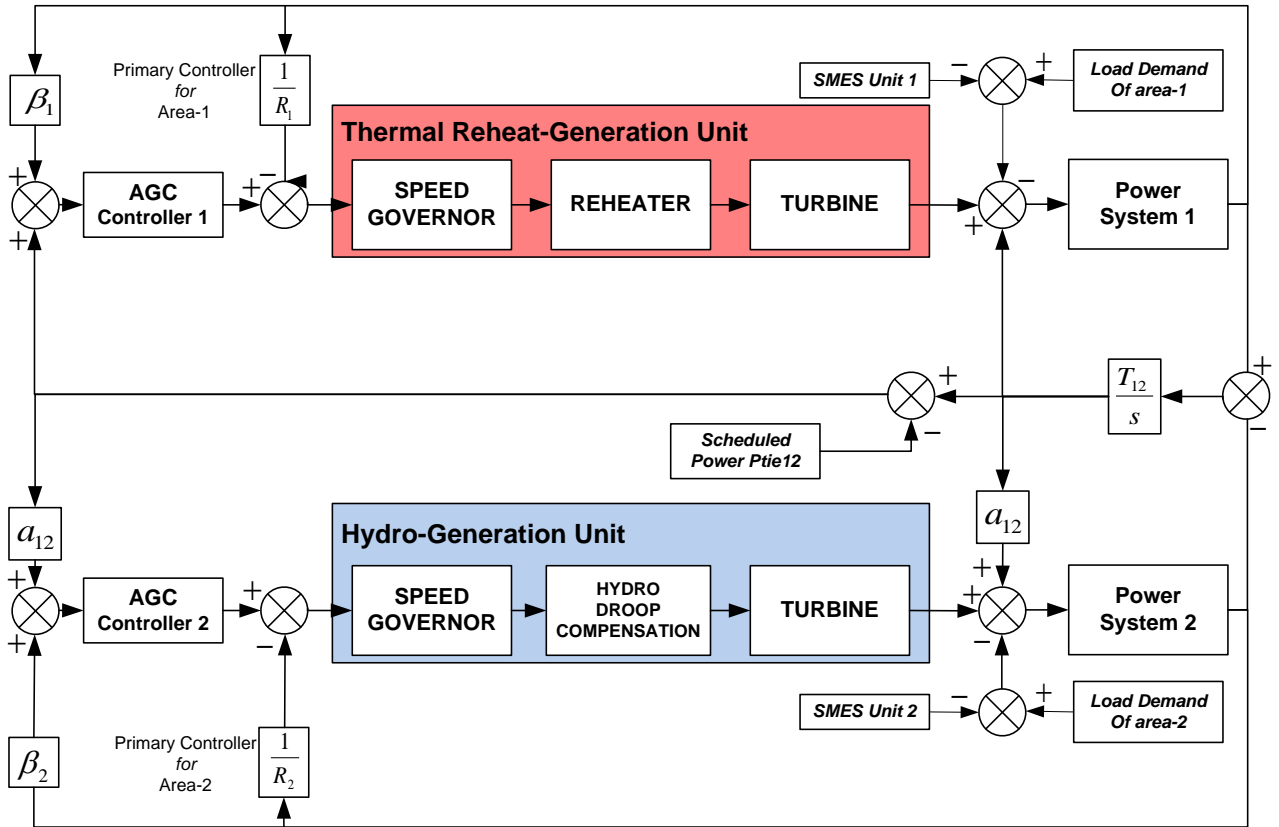 Primary Controller
for
Area-1
1
R1
β1
SMES Unit 1
−
+
Load Demand
Of area-1
Thermal Reheat-Generation Unit
+
+
AGC
Controller 1
+
−
SPEED
GOVERNOR
REHEATER
TURBINE
+
−
Power
System 1
+
−
T12
s
+
−
Scheduled
Power Ptie12
a12
a12
Hydro-Generation Unit
+
+
AGC
Controller 2
+
−
SPEED
GOVERNOR
HYDRO
DROOP
COMPENSATION
TURBINE
+
+
−
Power
System 2
SMES Unit 2
−
+
Load Demand
Of area-2
Primary Controller
for
Area-2
1
R2
β2